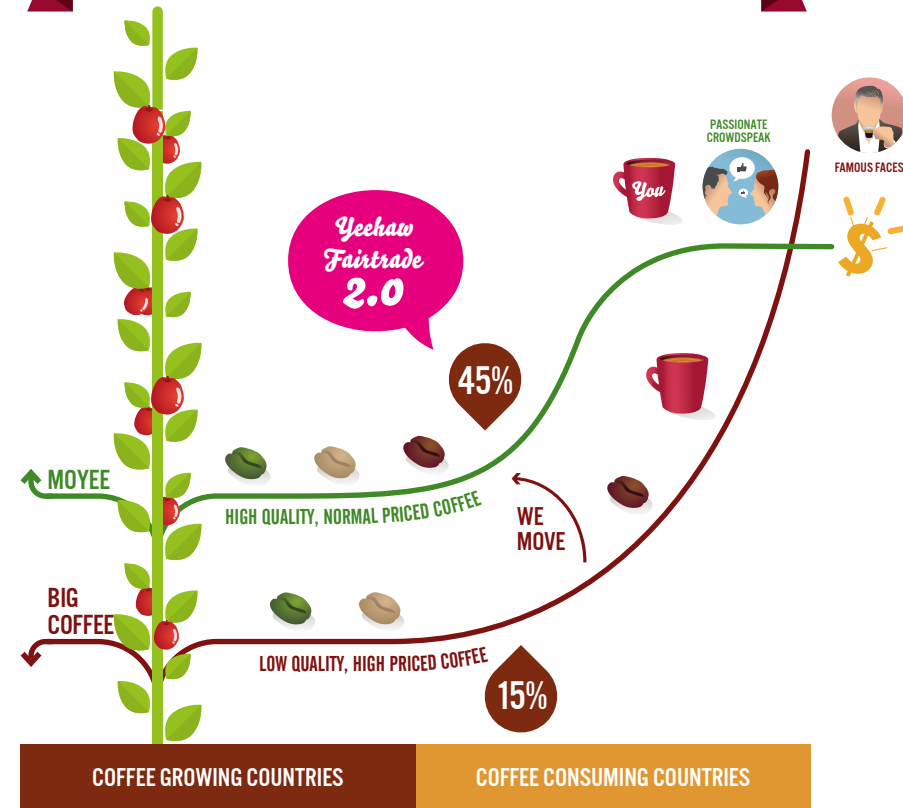 PASSIONATE
CROWDSPEAK
FAMOUS FACES
You
$
Yeehaw
Fairtrade
2.0
45%
MOYEE
HIGH QUALITY, NORMAL PRICED COFFEE
WE
MOVE
BIG
COFFEE
LOW QUALITY, HIGH PRICED COFFEE
15%
COFFEE GROWING COUNTRIES
COFFEE CONSUMING COUNTRIES